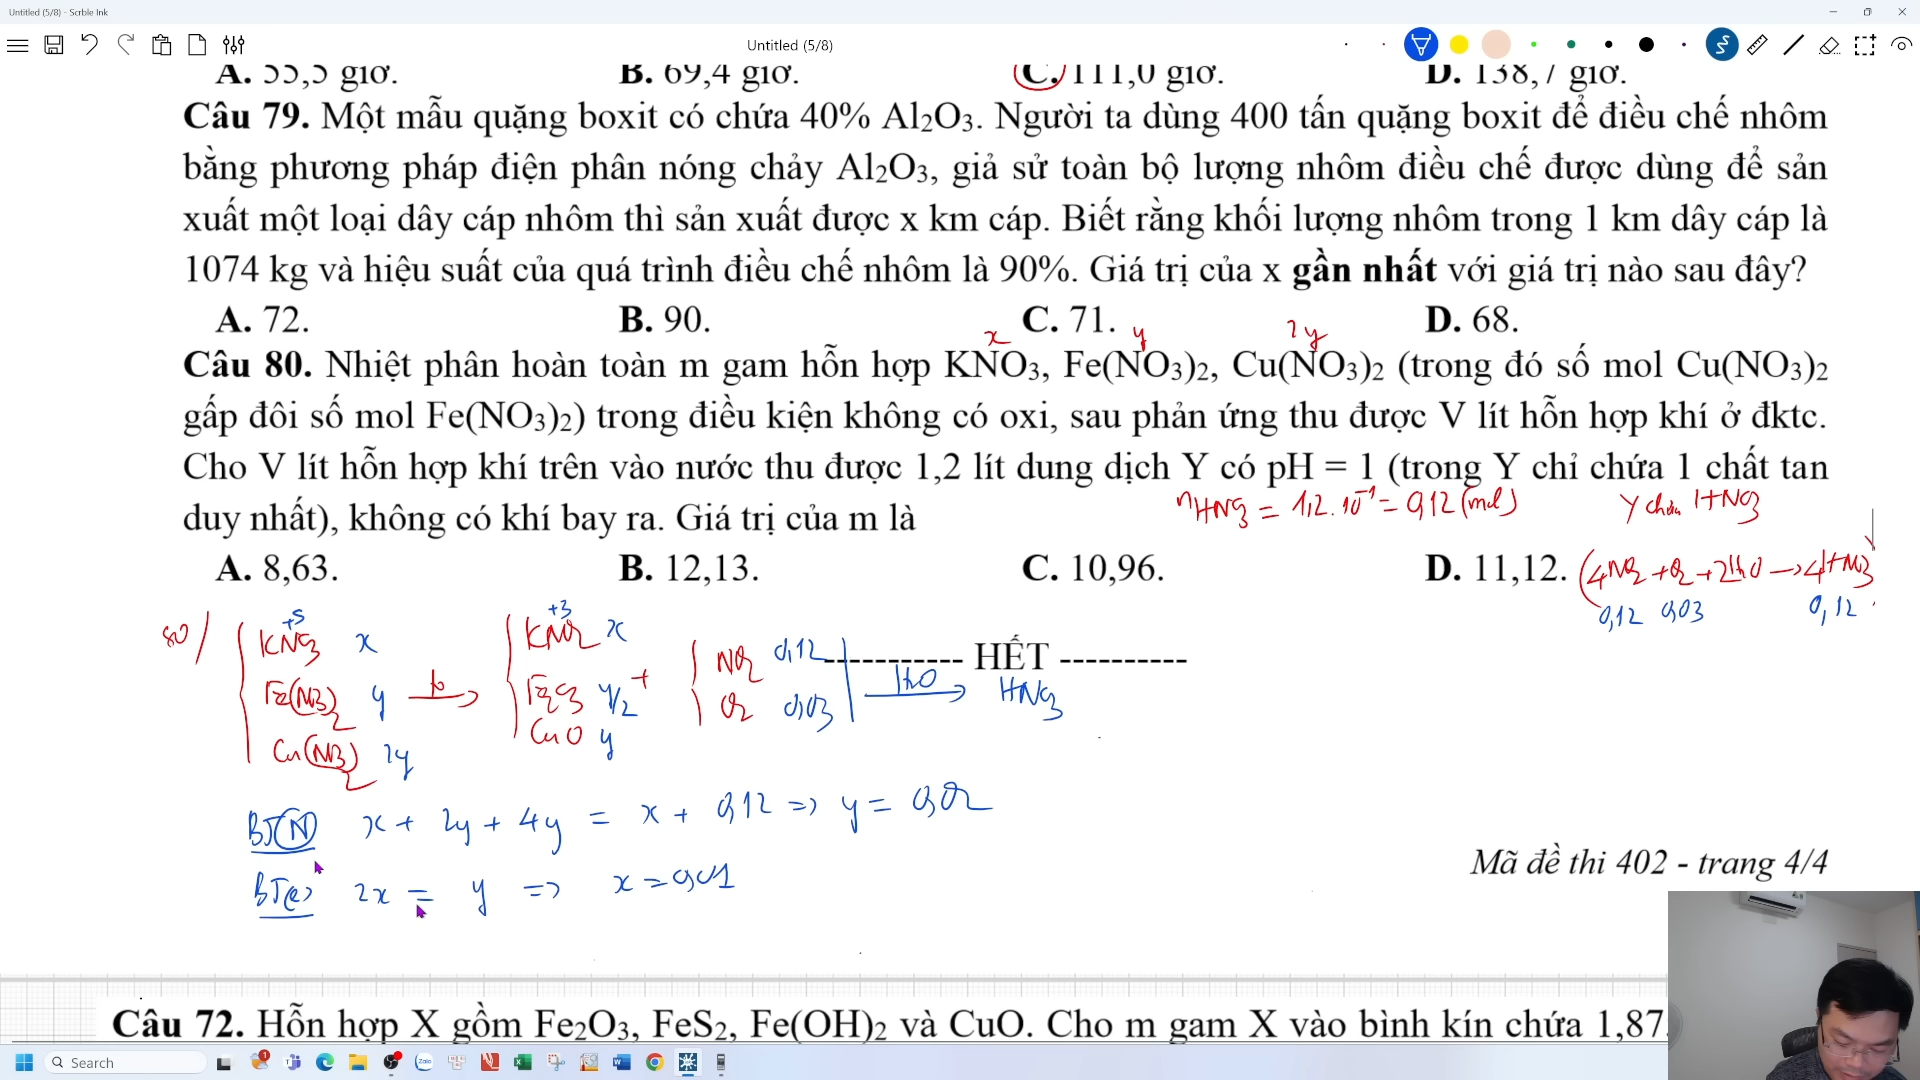 Untitled (5/8) - Scrble Ink
Untitled (5/8)
A. 55,5 giờ. B. 69,4 giờ. C. 111,0 giờ. D. 138,7 giờ.
Câu 79. Một mẫu quặng boxit có chứa 40% Al2O3. Người ta dùng 400 tấn quặng boxit để điều chế nhôm
bằng phương pháp điện phân nóng chảy Al2O3, giả sử toàn bộ lượng nhôm điều chế được dùng để sản
xuất một loại dây cáp nhôm thì sản xuất được x km cáp. Biết rằng khối lượng nhôm trong 1 km dây cáp là
1074 kg và hiệu suất của quá trình điều chế nhôm là 90%. Giá trị của x gần nhất với giá trị nào sau đây?
A. 72. B. 90. C. 71. D. 68.
x y 2y
Câu 80. Nhiệt phân hoàn toàn m gam hỗn hợp KNO3, Fe(NO3)2, Cu(NO3)2 (trong đó số mol Cu(NO3)2
gấp đôi số mol Fe(NO3)2) trong điều kiện không có oxi, sau phản ứng thu được V lít hỗn hợp khí ở đktc.
Cho V lít hỗn hợp khí trên vào nước thu được 1,2 lít dung dịch Y có pH = 1 (trong Y chỉ chứa 1 chất tan
duy nhất), không có khí bay ra. Giá trị của m là
nHNO3 = 1,2.10^-1 = 0,12 (mol) Y chứa HNO3
A. 8,63. B. 12,13. C. 10,96. D. 11,12.
(4NO2 + O2 + 2H2O → 4HNO3
0,12 0,03 0,12
80/ +5 +3
KNO3 x KNO2 x NO2 0,12
---------- HẾT ----------
Fe(NO3)2 y t° → Fe2O3 y/2 + O2 0,03 H2O → HNO3
Cu(NO3)2 2y CuO y
BT(N) x + 2y + 4y = x + 0,12 => y = 0,02
BT(e) 2x = y => x = 0,01
Mã đề thi 402 - trang 4/4
Câu 72. Hỗn hợp X gồm Fe2O3, FeS2, Fe(OH)2 và CuO. Cho m gam X vào bình kín chứa 1,87
Search